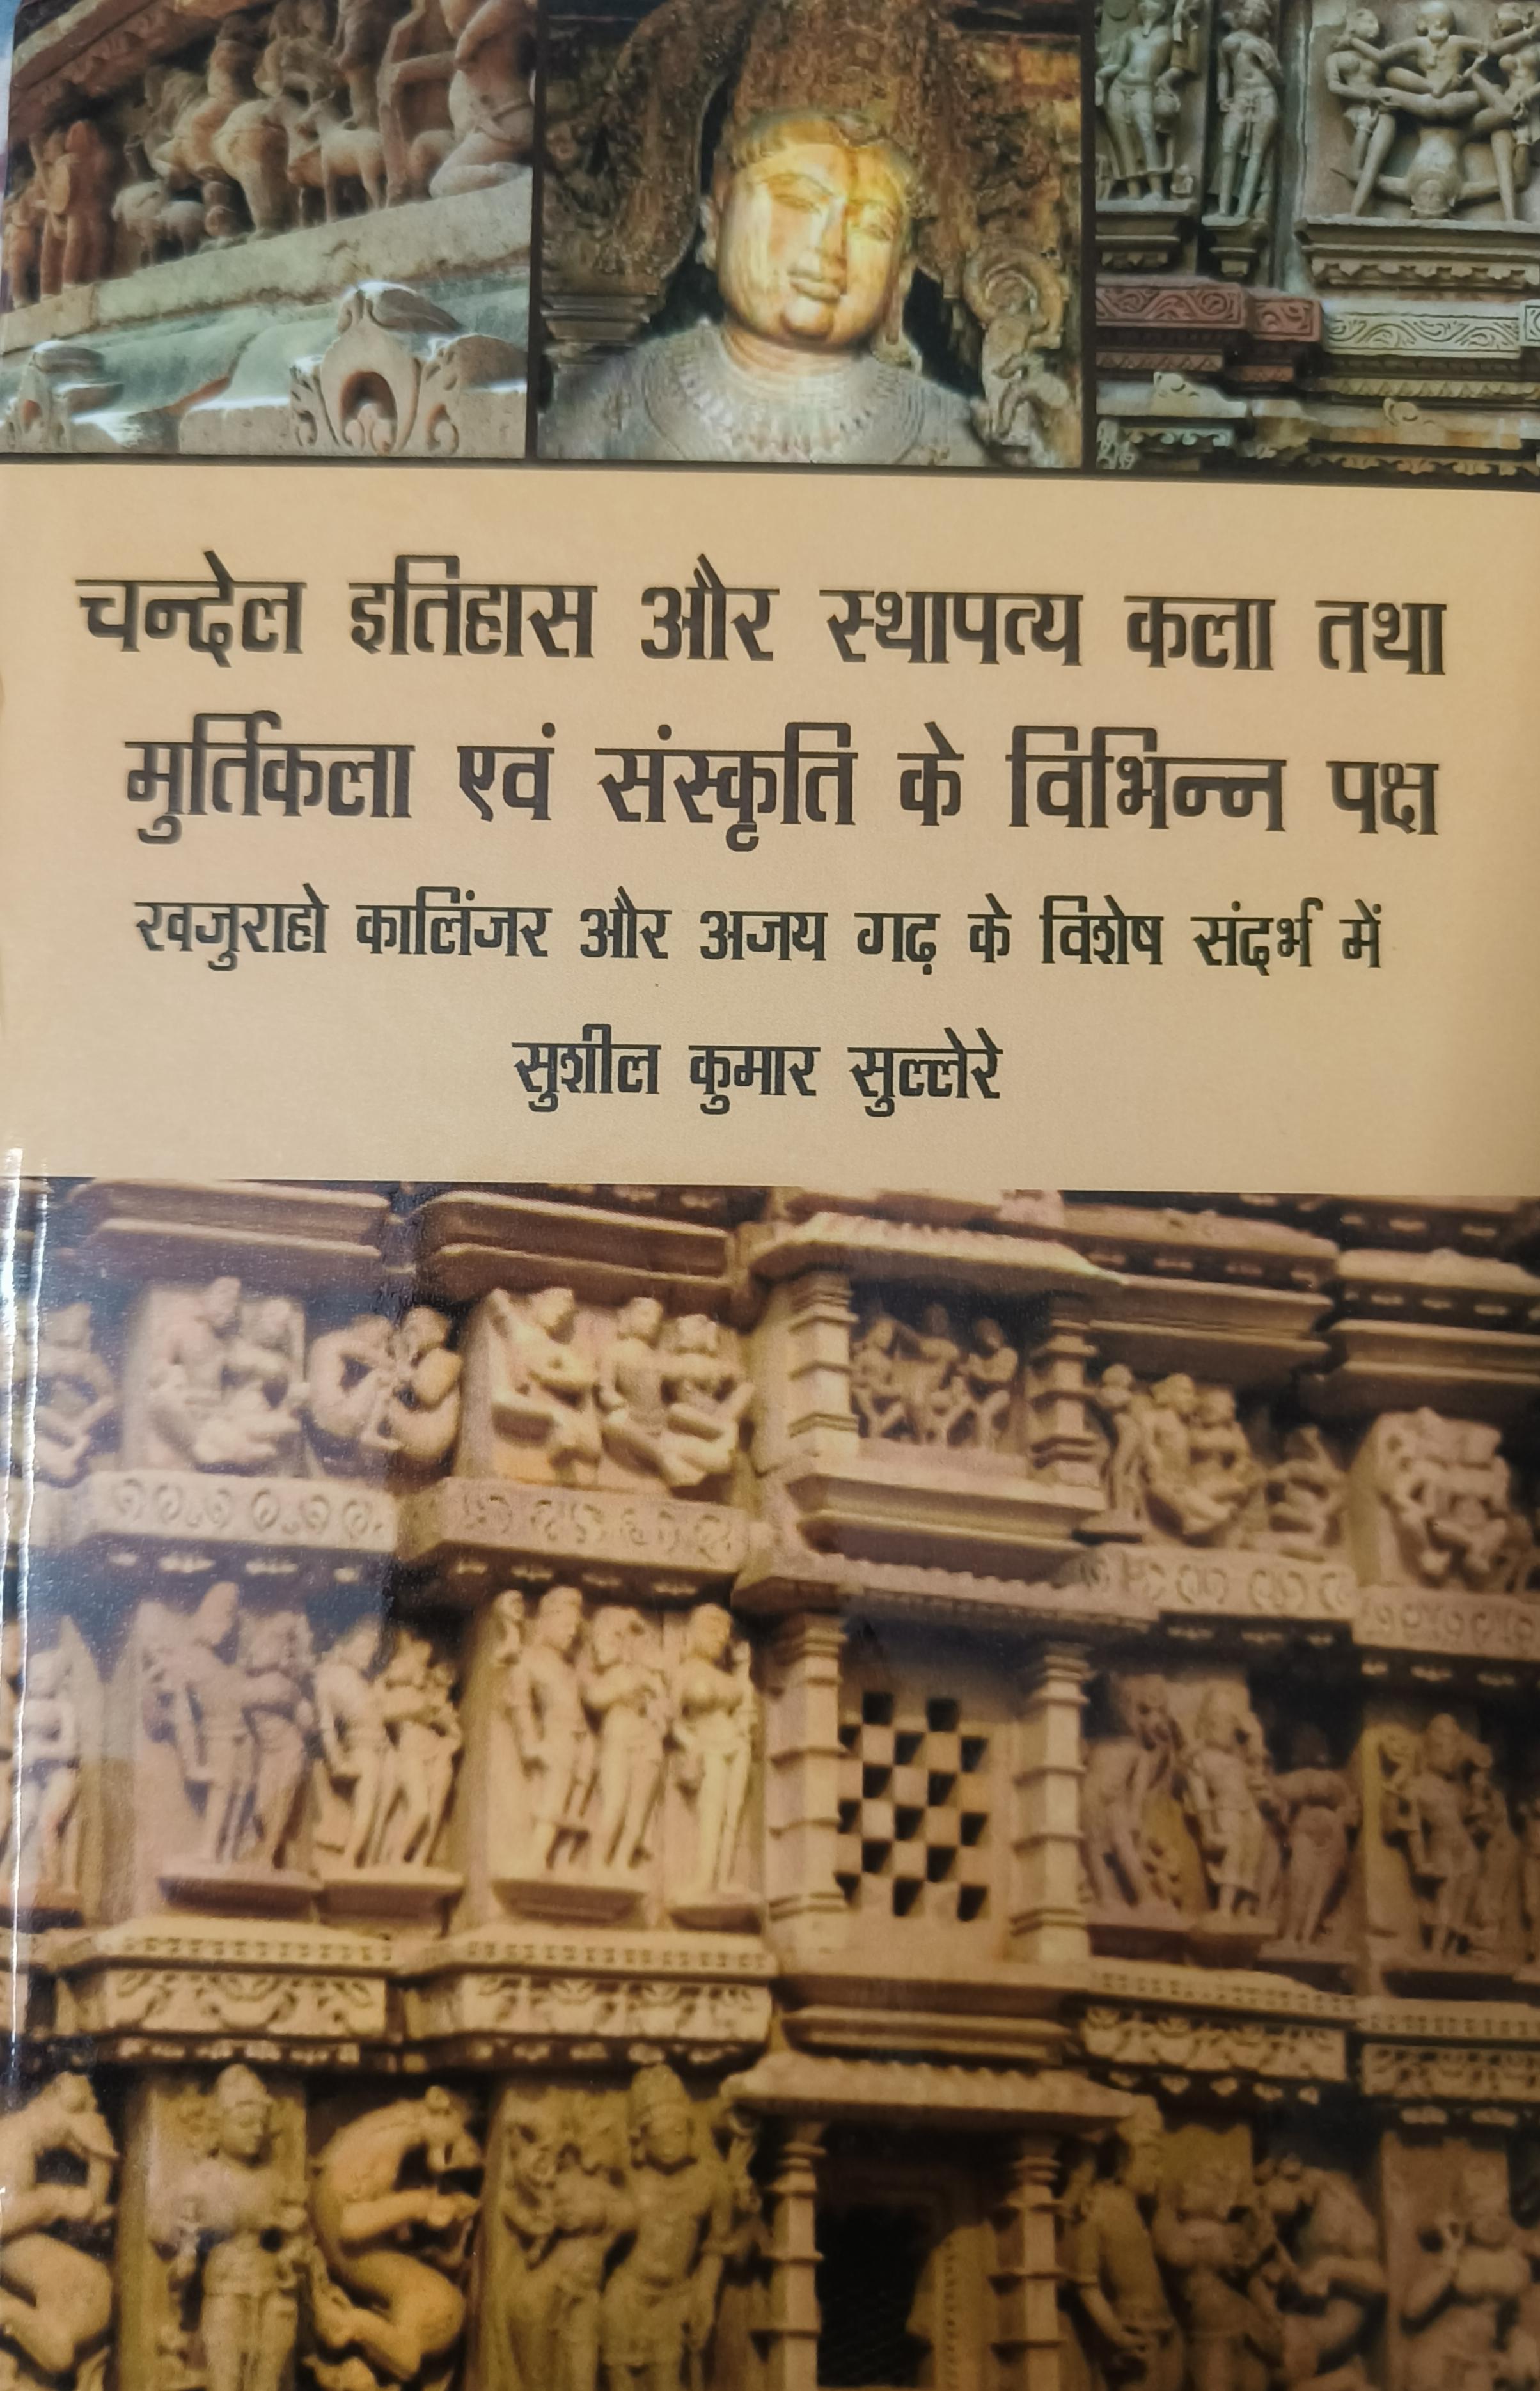 चन्देल इतिहास और स्थापत्य कला तथा
मुर्तिकला एवं संस्कृति के विभिन्न पक्ष
खजुराहो कालिंजर और अजय गढ़ के विशेष संदर्भ में
सुशील कुमार सुल्लेरे